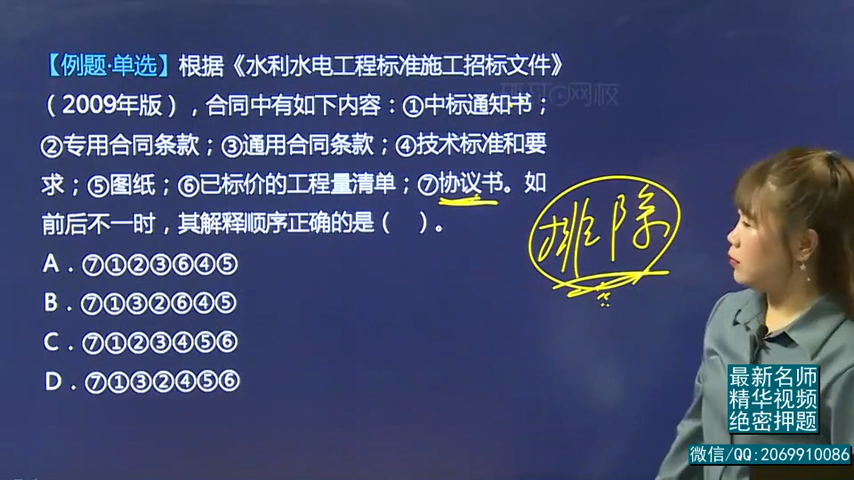 【例题·单选】根据《水利水电工程标准施工招标文件》
（2009年版），合同中有如下内容：①中标通知书；
②专用合同条款；③通用合同条款；④技术标准和要
求；⑤图纸；⑥已标价的工程量清单；⑦协议书。如
前后不一时，其解释顺序正确的是（ ）。
A．⑦①②③⑥④⑤
B．⑦①③②⑥④⑤
C．⑦①②③④⑤⑥
D．⑦①③②④⑤⑥
排除
最新名师
精华视频
绝密押题
微信/QQ:2069910086